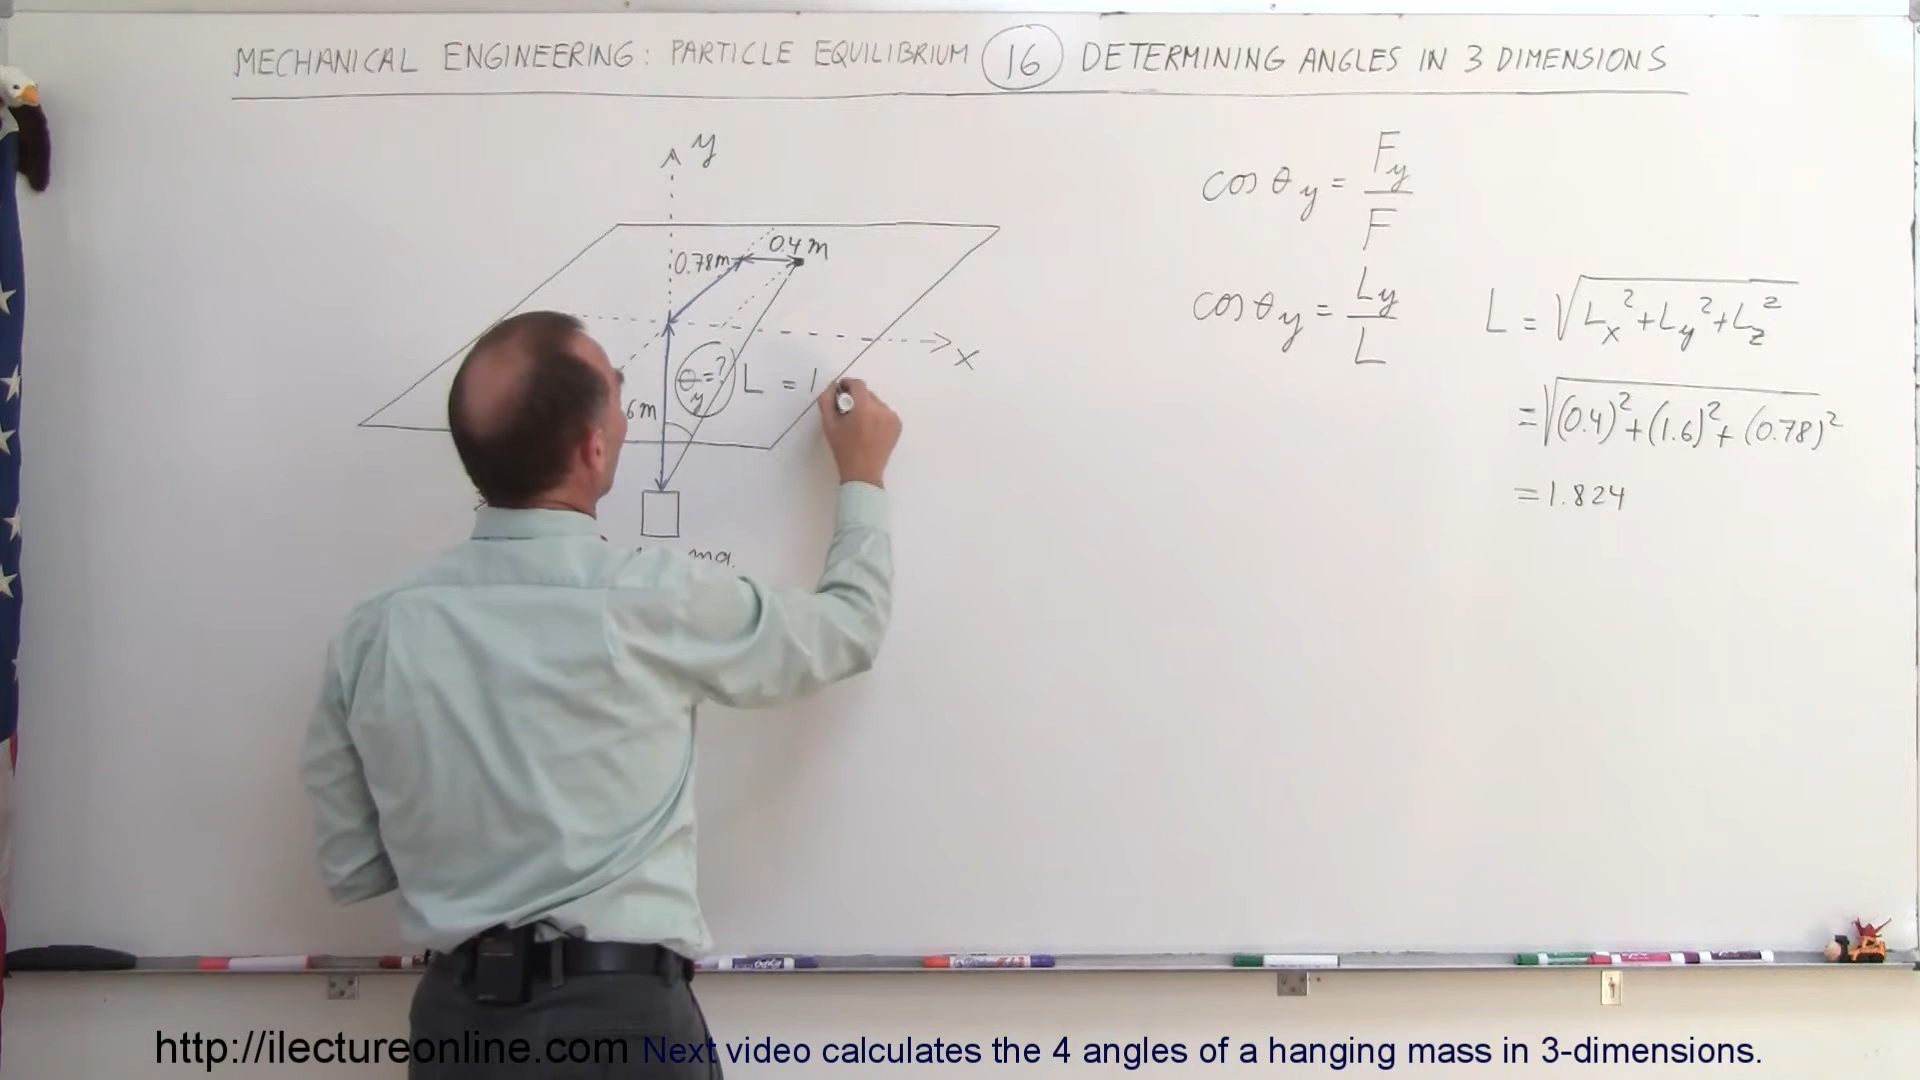 MECHANICAL ENGINEERING: PARTICLE EQUILIBRIUM 16 DETERMINING ANGLES IN 3 DIMENSIONS
y
0.4 m
0.78m
x
θy=?
L = 1
6m
cos θy = Fy/F
cos θy = Ly/L
L = √(Lx² + Ly² + Lz²)
= √((0.4)² + (1.6)² + (0.78)²)
= 1.824
http://ilectureonline.com Next video calculates the 4 angles of a hanging mass in 3-dimensions.